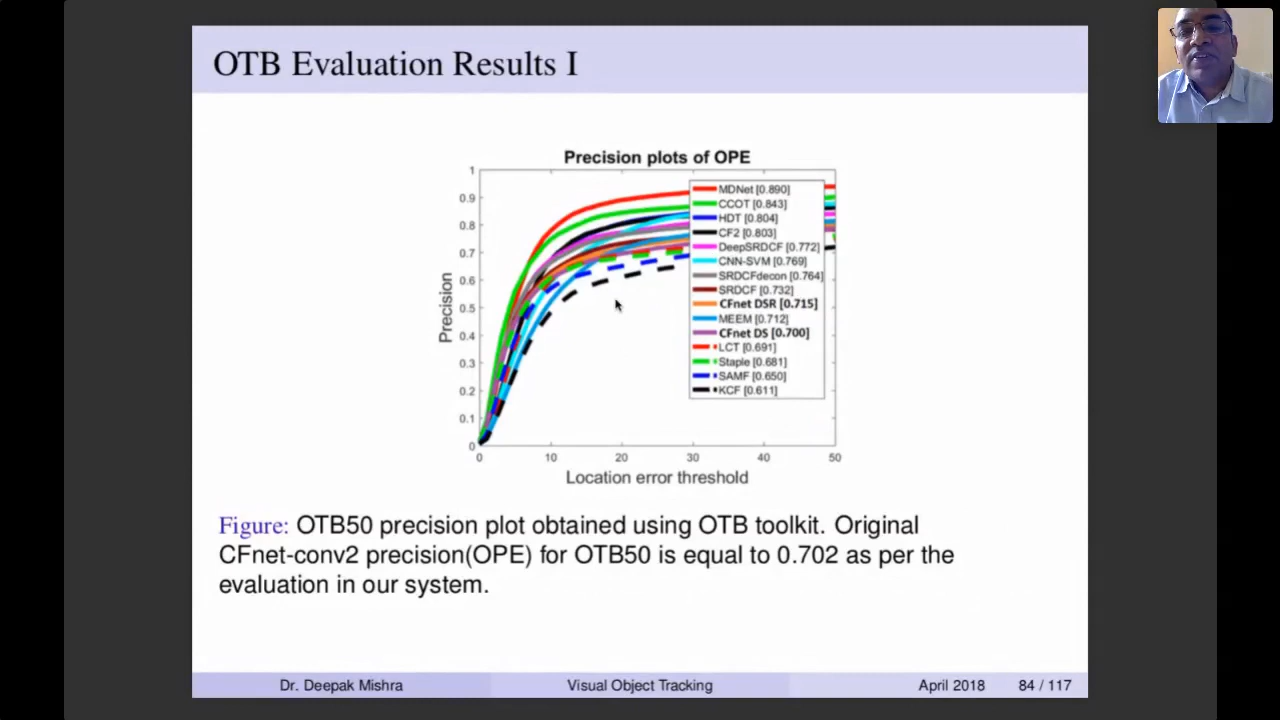 OTB Evaluation Results I
Precision plots of OPE
Precision
1
0.9
0.8
0.7
0.6
0.5
0.4
0.3
0.2
0.1
0
MDNet [0.890]
CCOT [0.843]
HDT [0.804]
CF2 [0.803]
DeepSRDCF [0.772]
CNN-SVM [0.769]
SRDCFdecon [0.764]
SRDCF [0.732]
CFnet DSR [0.715]
MEEM [0.712]
CFnet DS [0.700]
LCT [0.691]
Staple [0.681]
SAMF [0.650]
KCF [0.611]
0 10 20 30 40 50
Location error threshold
Figure: OTB50 precision plot obtained using OTB toolkit. Original
CFnet-conv2 precision(OPE) for OTB50 is equal to 0.702 as per the
evaluation in our system.
Dr. Deepak Mishra Visual Object Tracking April 2018 84 / 117